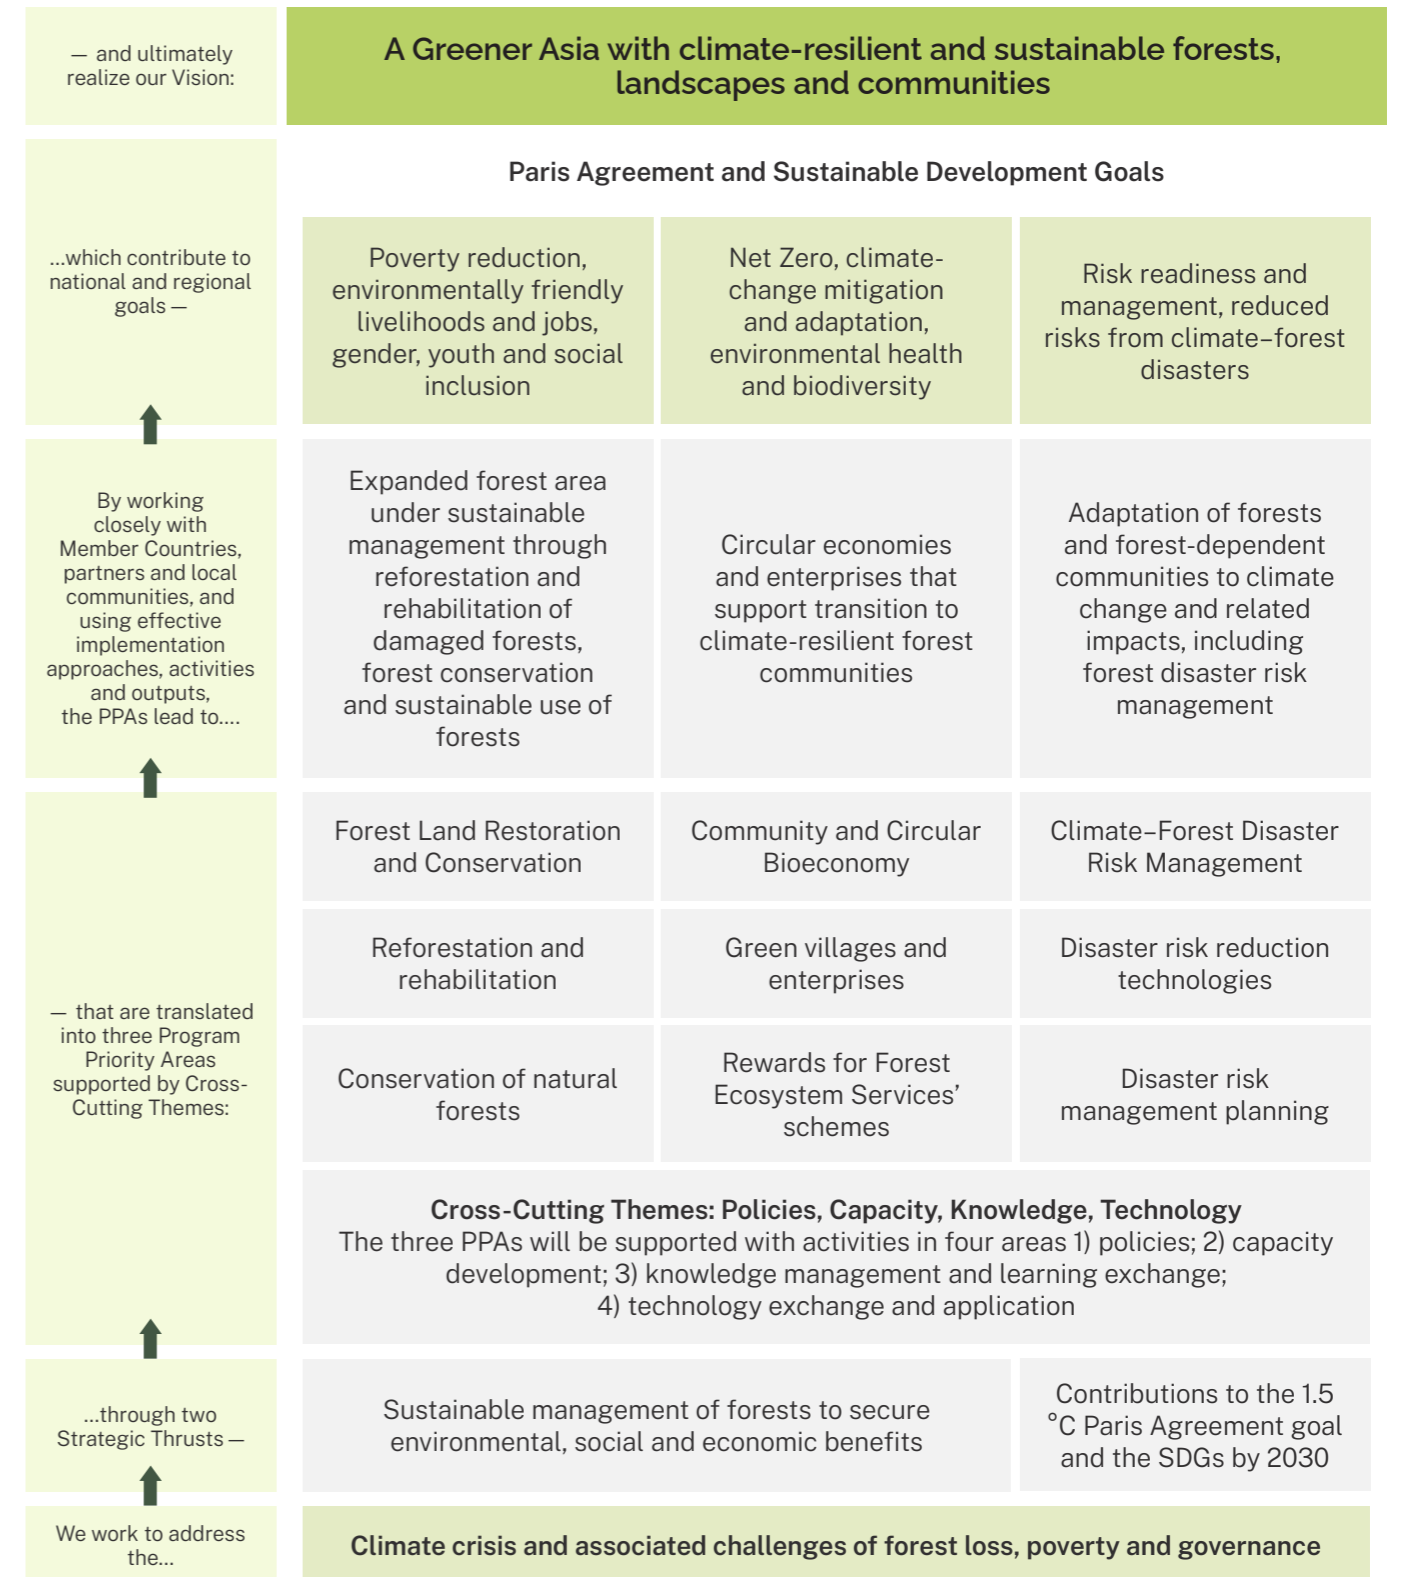 — and ultimately
realize our Vision:
A Greener Asia with climate-resilient and sustainable forests,
landscapes and communities
…which contribute to
national and regional
goals —
Paris Agreement and Sustainable Development Goals
Poverty reduction,
environmentally friendly
livelihoods and jobs,
gender, youth and social
inclusion
Net Zero, climate-
change mitigation
and adaptation,
environmental health
and biodiversity
Risk readiness and
management, reduced
risks from climate–forest
disasters
By working
closely with
Member Countries,
partners and local
communities, and
using effective
implementation
approaches, activities
and outputs,
the PPAs lead to….
Expanded forest area
under sustainable
management through
reforestation and
rehabilitation of
damaged forests,
forest conservation
and sustainable use of
forests
Circular economies
and enterprises that
support transition to
climate-resilient forest
communities
Adaptation of forests
and forest-dependent
communities to climate
change and related
impacts, including
forest disaster risk
management
— that are translated
into three Program
Priority Areas
supported by Cross-
Cutting Themes:
Forest Land Restoration
and Conservation
Community and Circular
Bioeconomy
Climate–Forest Disaster
Risk Management
Reforestation and
rehabilitation
Green villages and
enterprises
Disaster risk reduction
technologies
Conservation of natural
forests
Rewards for Forest
Ecosystem Services’
schemes
Disaster risk
management planning
Cross-Cutting Themes: Policies, Capacity, Knowledge, Technology
The three PPAs will be supported with activities in four areas 1) policies; 2) capacity
development; 3) knowledge management and learning exchange;
4) technology exchange and application
…through two
Strategic Thrusts —
Sustainable management of forests to secure
environmental, social and economic benefits
Contributions to the 1.5
°C Paris Agreement goal
and the SDGs by 2030
We work to address
the…
Climate crisis and associated challenges of forest loss, poverty and governance